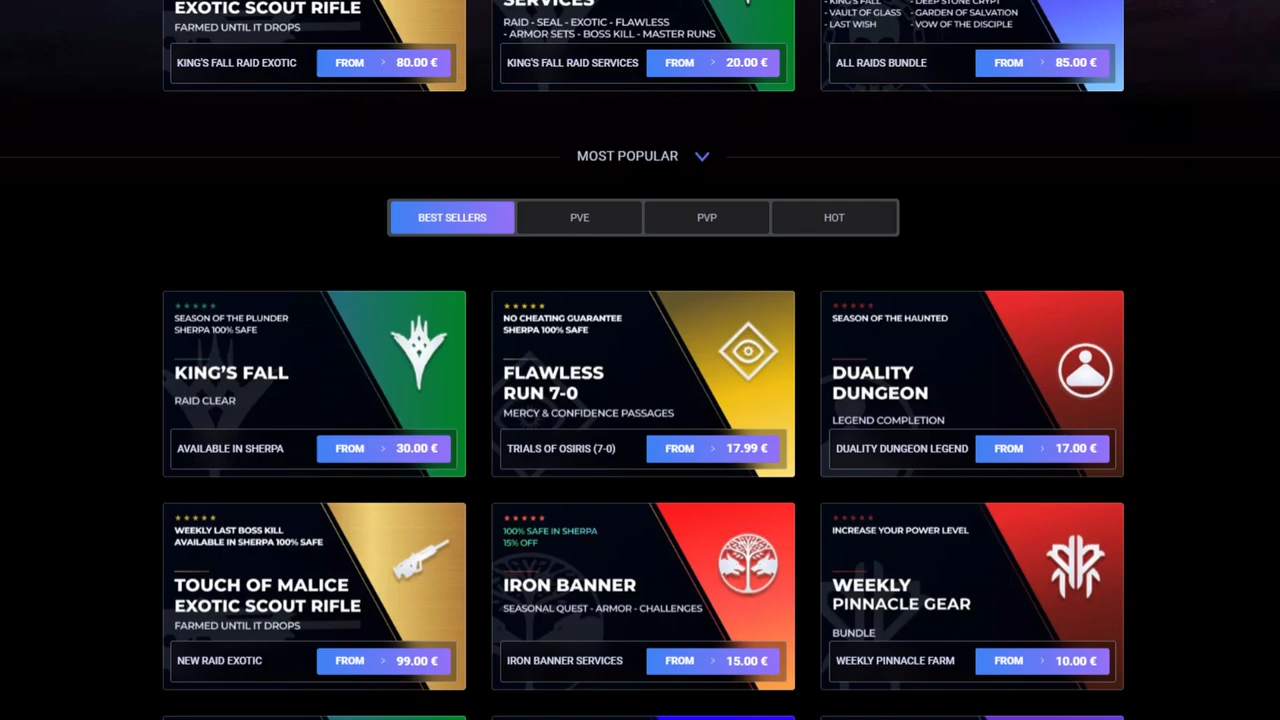 EXOTIC SCOUT RIFLE
FARMED UNTIL IT DROPS
KING'S FALL RAID EXOTIC
FROM > 80.00 €
SERVICES
RAID - SEAL - EXOTIC - FLAWLESS
- ARMOR SETS - BOSS KILL - MASTER RUNS
KING'S FALL RAID SERVICES
FROM > 20.00 €
- KING'S FALL - DEEP STONE CRYPT
- VAULT OF GLASS - GARDEN OF SALVATION
- LAST WISH - VOW OF THE DISCIPLE
ALL RAIDS BUNDLE
FROM > 85.00 €
MOST POPULAR
BEST SELLERS
PVE
PVP
HOT
SEASON OF THE PLUNDER
SHERPA 100% SAFE
KING'S FALL
RAID CLEAR
AVAILABLE IN SHERPA
FROM > 30.00 €
NO CHEATING GUARANTEE
SHERPA 100% SAFE
FLAWLESS
RUN 7-0
MERCY & CONFIDENCE PASSAGES
TRIALS OF OSIRIS (7-0)
FROM > 17.99 €
SEASON OF THE HAUNTED
DUALITY
DUNGEON
LEGEND COMPLETION
DUALITY DUNGEON LEGEND
FROM > 17.00 €
WEEKLY LAST BOSS KILL
AVAILABLE IN SHERPA 100% SAFE
TOUCH OF MALICE
EXOTIC SCOUT RIFLE
FARMED UNTIL IT DROPS
NEW RAID EXOTIC
FROM > 99.00 €
100% SAFE IN SHERPA
15% OFF
IRON BANNER
SEASONAL QUEST - ARMOR - CHALLENGES
IRON BANNER SERVICES
FROM > 15.00 €
INCREASE YOUR POWER LEVEL
WEEKLY
PINNACLE GEAR
BUNDLE
WEEKLY PINNACLE FARM
FROM > 10.00 €